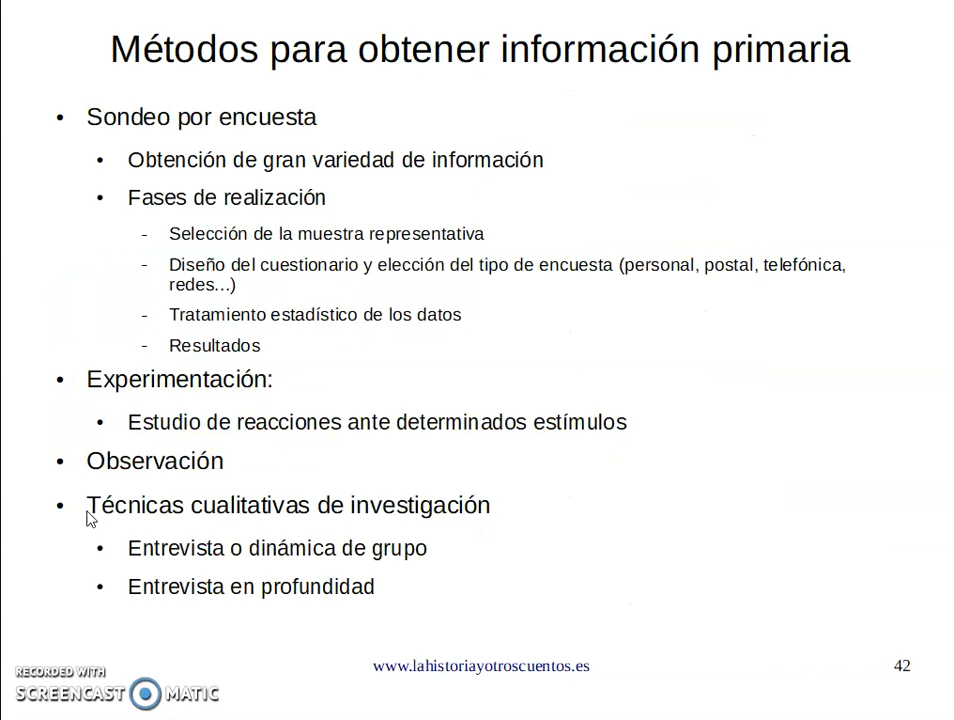 Métodos para obtener información primaria
• Sondeo por encuesta
• Obtención de gran variedad de información
• Fases de realización
- Selección de la muestra representativa
- Diseño del cuestionario y elección del tipo de encuesta (personal, postal, telefónica,
redes...)
- Tratamiento estadístico de los datos
- Resultados
• Experimentación:
• Estudio de reacciones ante determinados estímulos
• Observación
• Técnicas cualitativas de investigación
• Entrevista o dinámica de grupo
• Entrevista en profundidad
www.lahistoriayotroscuentos.es
42
RECORDED WITH
SCREENCAST MATIC